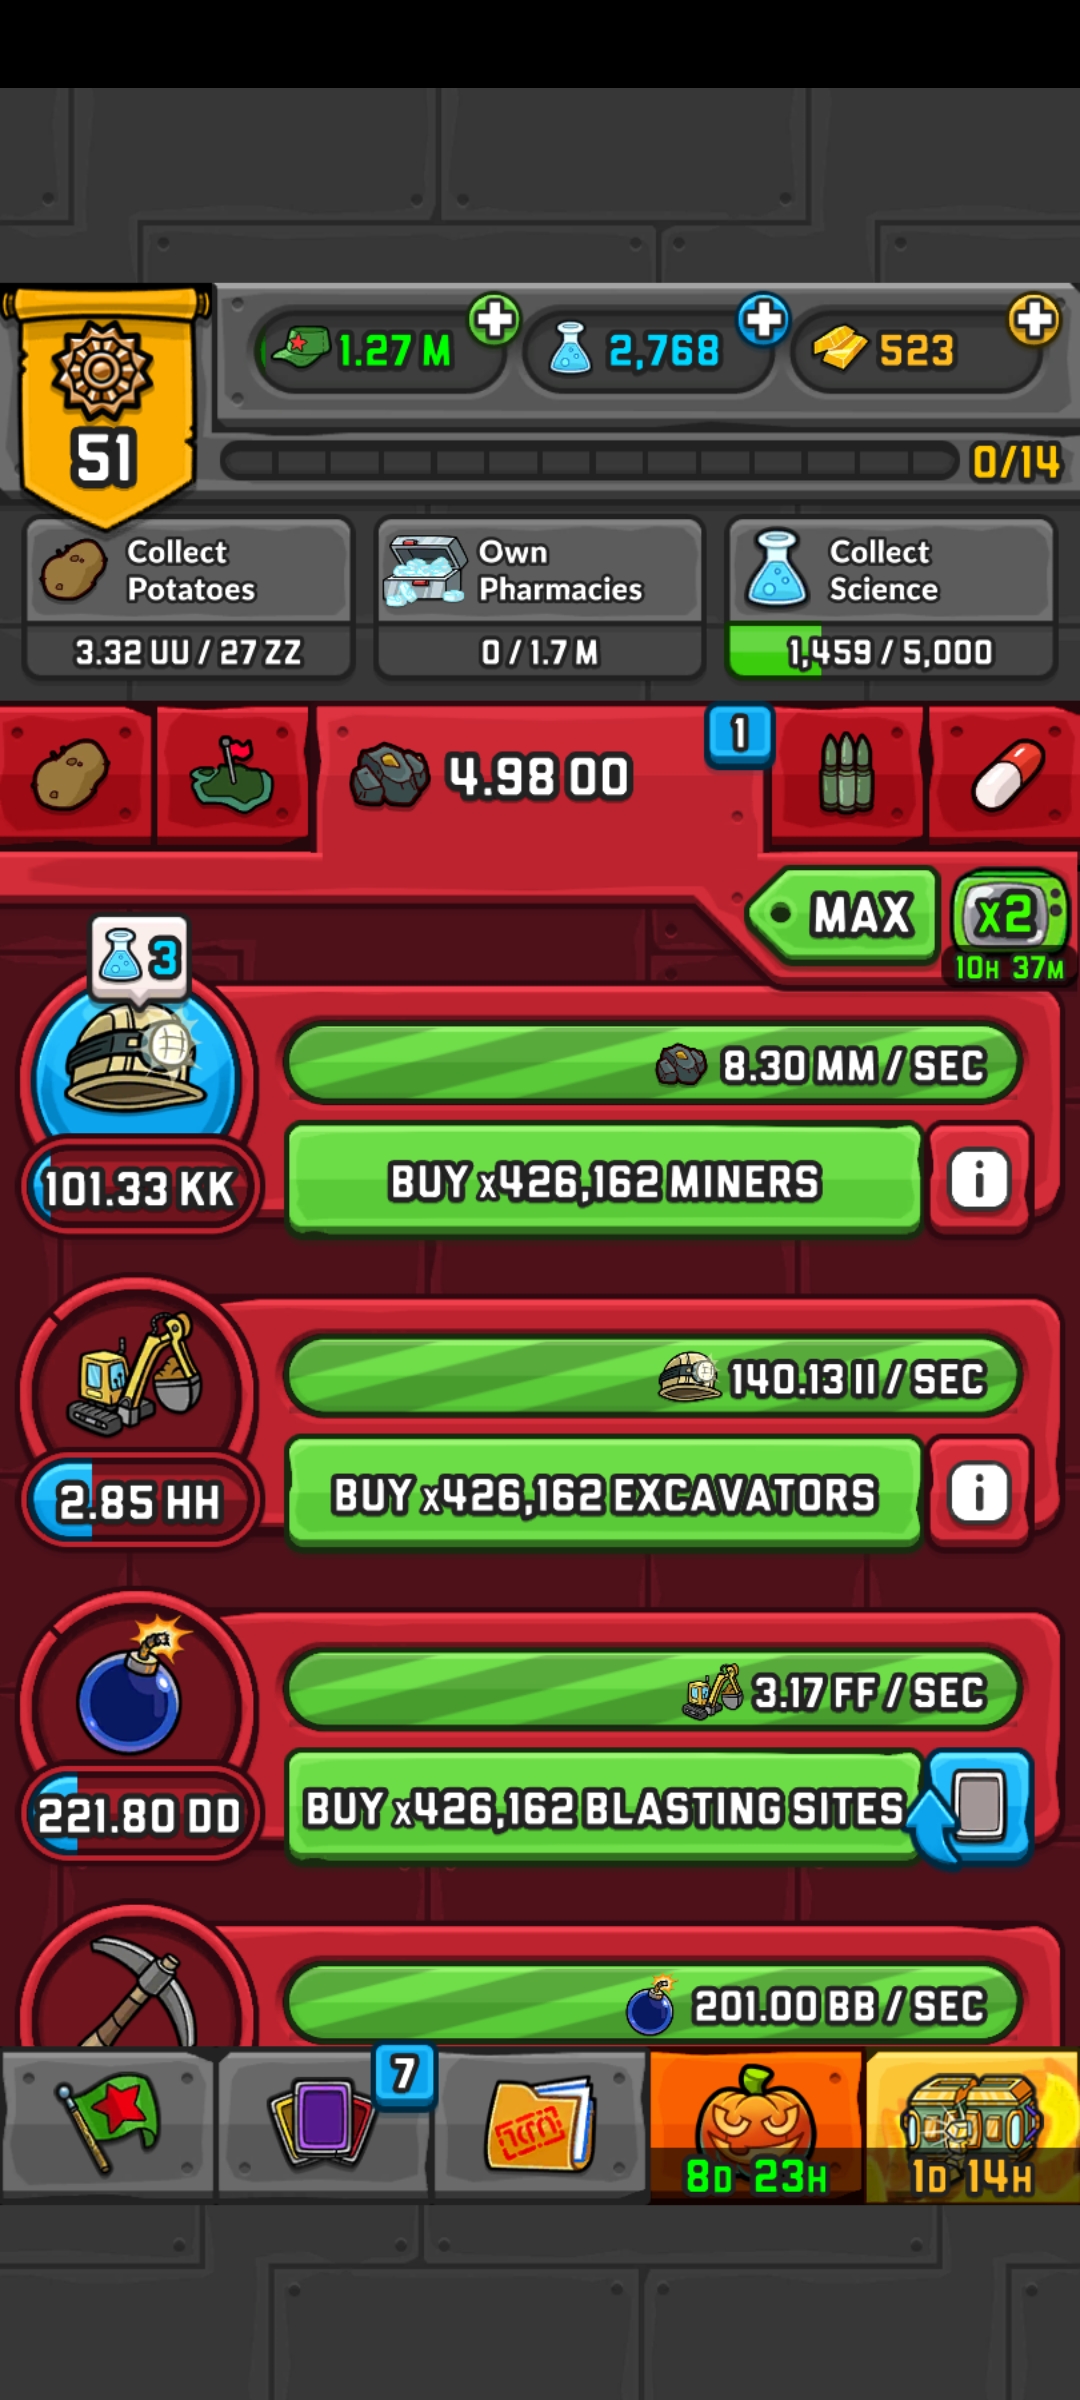 51
1.27 M
2,768
523
0/14
Collect
Potatoes
3.32 UU / 27 ZZ
Own
Pharmacies
0 / 1.7 M
Collect
Science
1,459 / 5,000
4.98 OO
1
MAX
x2
10H 37M
3
8.30 MM / SEC
101.33 KK
BUY x426,162 MINERS
i
140.13 II / SEC
2.85 HH
BUY x426,162 EXCAVATORS
i
3.17 FF / SEC
221.80 DD
BUY x426,162 BLASTING SITES
201.00 BB / SEC
7
8D 23H
1D 14H